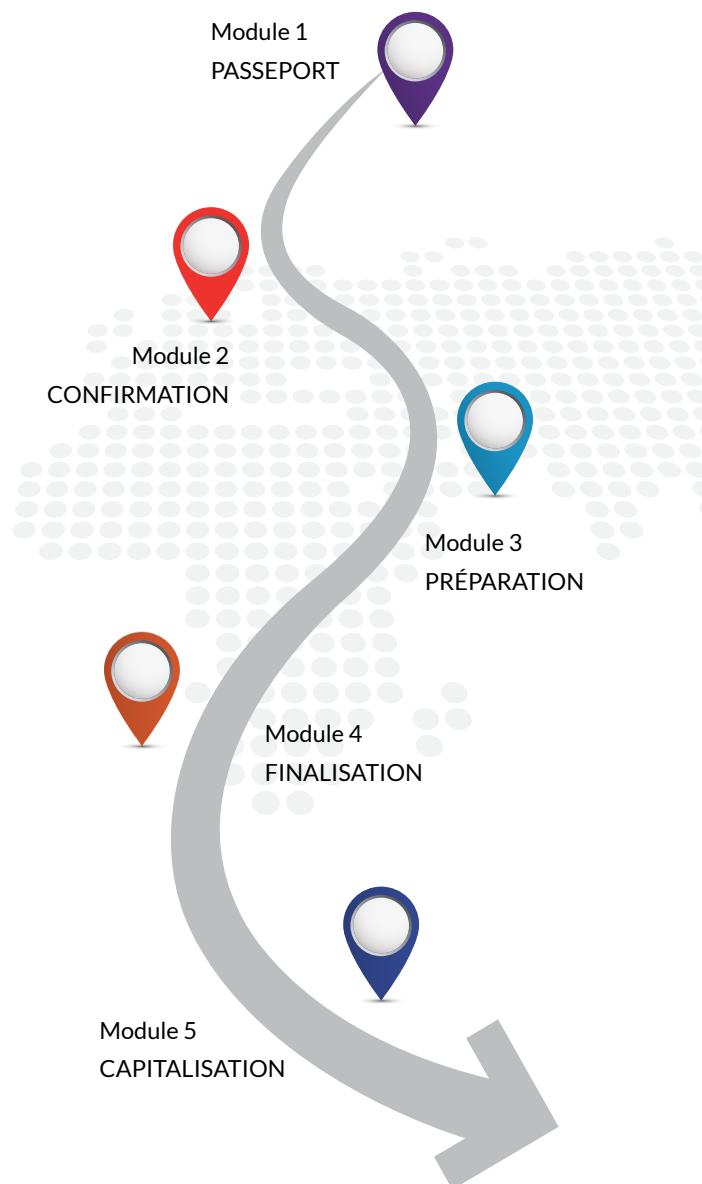 Module 1
PASSEPORT
Module 2
CONFIRMATION
Module 3
PRÉPARATION
Module 4
FINALISATION
Module 5
CAPITALISATION